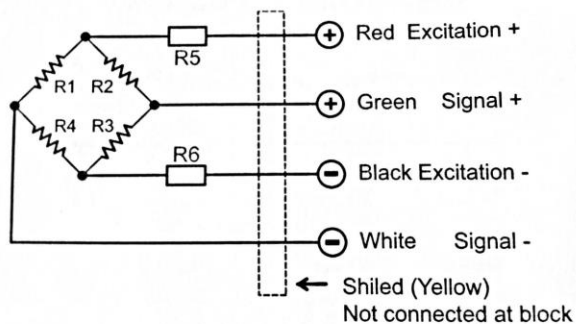 Red Excitation +
R5
R1 R2
Green Signal +
R4 R3
R6
Black Excitation -
White Signal -
Shiled (Yellow)
Not connected at block